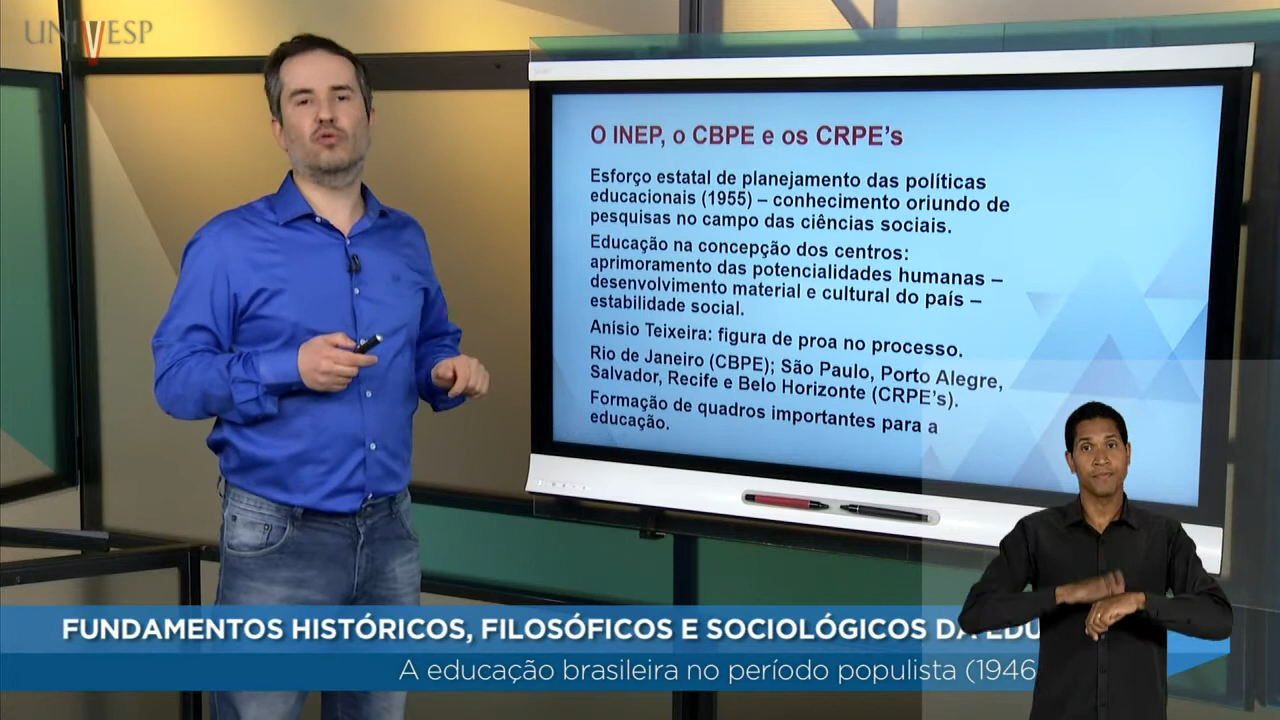 UNIVESP
O INEP, o CBPE e os CRPE's
Esforço estatal de planejamento das políticas
educacionais (1955) – conhecimento oriundo de
pesquisas no campo das ciências sociais.
Educação na concepção dos centros:
aprimoramento das potencialidades humanas –
desenvolvimento material e cultural do país –
estabilidade social.
Anísio Teixeira: figura de proa no processo.
Rio de Janeiro (CBPE); São Paulo, Porto Alegre,
Salvador, Recife e Belo Horizonte (CRPE's).
Formação de quadros importantes para a
educação.
FUNDAMENTOS HISTÓRICOS, FILOSÓFICOS E SOCIOLÓGICOS DA EDU
A educação brasileira no período populista (1946